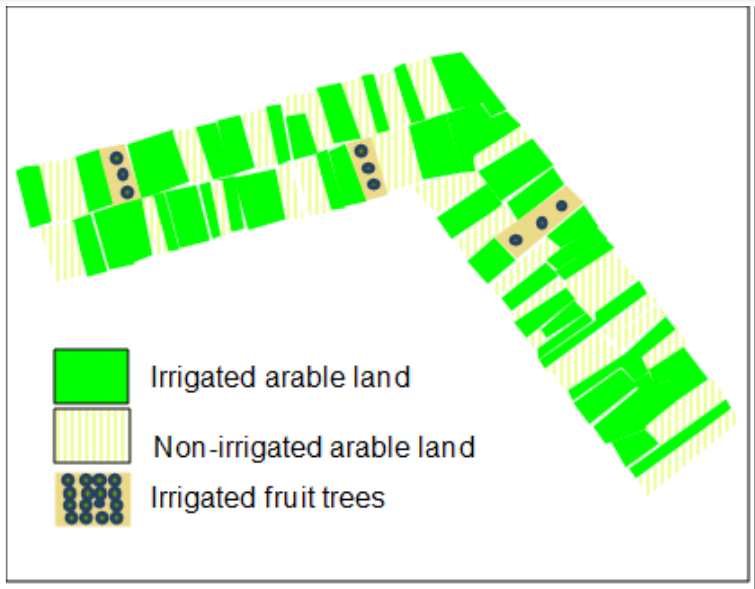 Irrigated arable land
Non-irrigated arable land
Irrigated fruit trees